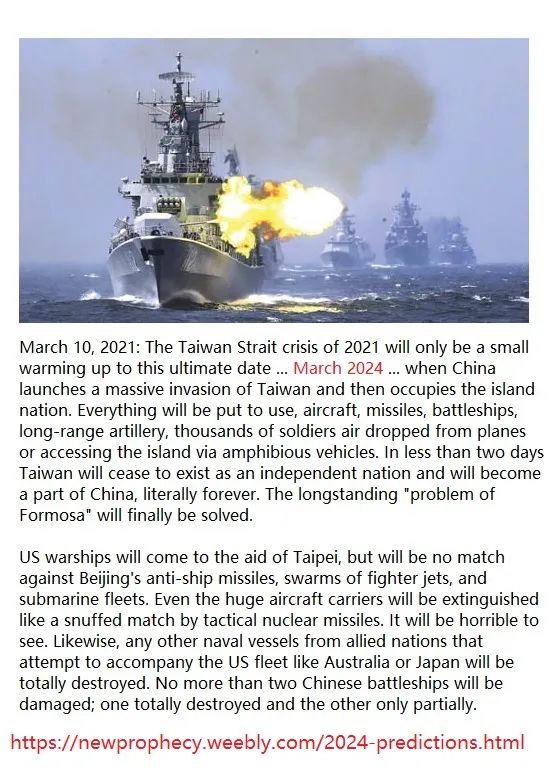 March 10, 2021: The Taiwan Strait crisis of 2021 will only be a small
warming up to this ultimate date ... March 2024 ... when China
launches a massive invasion of Taiwan and then occupies the island
nation. Everything will be put to use, aircraft, missiles, battleships,
long-range artillery, thousands of soldiers air dropped from planes
or accessing the island via amphibious vehicles. In less than two days
Taiwan will cease to exist as an independent nation and will become
a part of China, literally forever. The longstanding "problem of
Formosa" will finally be solved.
US warships will come to the aid of Taipei, but will be no match
against Beijing's anti-ship missiles, swarms of fighter jets, and
submarine fleets. Even the huge aircraft carriers will be extinguished
like a snuffed match by tactical nuclear missiles. It will be horrible to
see. Likewise, any other naval vessels from allied nations that
attempt to accompany the US fleet like Australia or Japan will be
totally destroyed. No more than two Chinese battleships will be
damaged; one totally destroyed and the other only partially.
https://newprophecy.weebly.com/2024-predictions.html